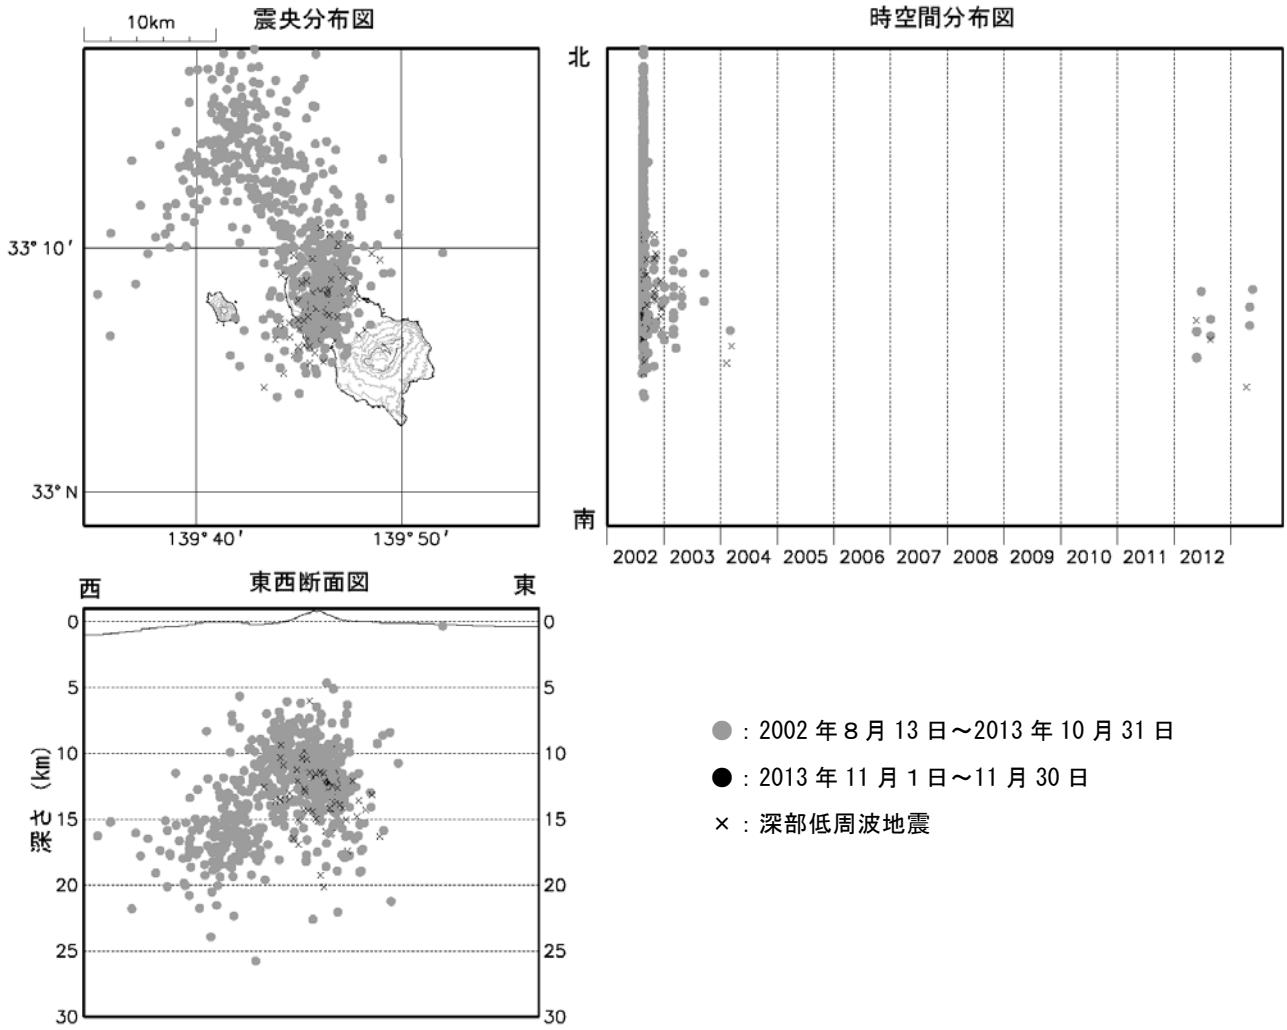 10km
震央分布図
33° 10′
33° N
139° 40′
139° 50′
時空間分布図
北
南
2002 2003 2004 2005 2006 2007 2008 2009 2010 2011 2012
西
東西断面図
東
0
5
10
15
20
25
30
深さ (km)
0
5
10
15
20
25
30
● : 2002 年８月 13 日～2013 年 10 月 31 日
● : 2013 年 11 月１日～11 月 30 日
× : 深部低周波地震